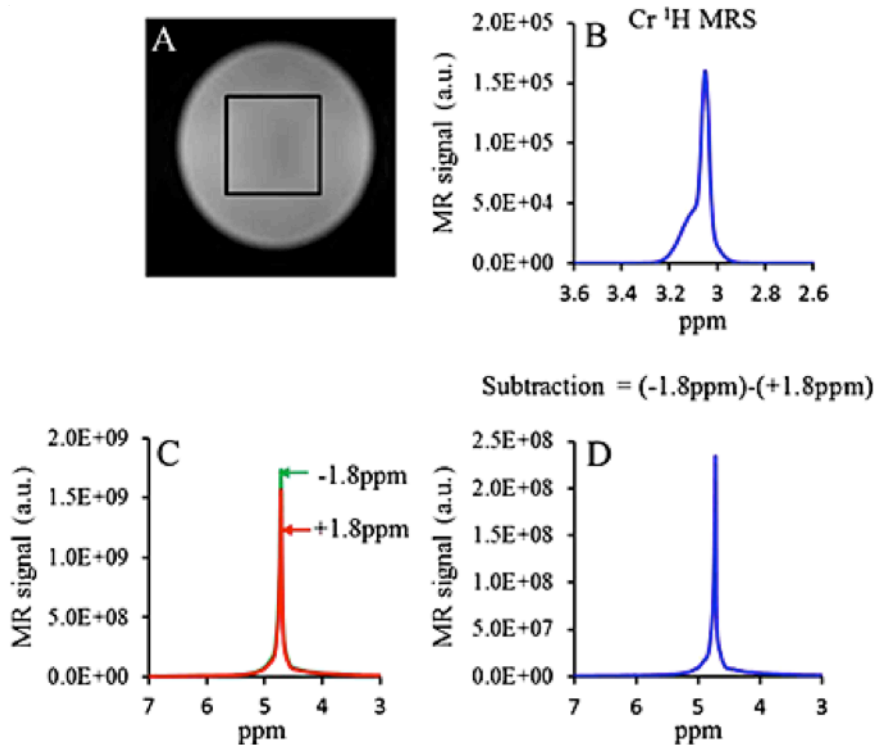 A
B
Cr ¹H MRS
MR signal (a.u.)
2.0E+05
1.5E+05
1.0E+05
5.0E+04
0.0E+00
3.6 3.4 3.2 3 2.8 2.6
ppm
C
MR signal (a.u.)
2.0E+09
1.5E+09
1.0E+09
5.0E+08
0.0E+00
-1.8ppm
+1.8ppm
7 6 5 4 3
ppm
Subtraction = (-1.8ppm)-(+1.8ppm)
D
MR signal (a.u.)
2.5E+08
2.0E+08
1.5E+08
1.0E+08
5.0E+07
0.0E+00
7 6 5 4 3
ppm